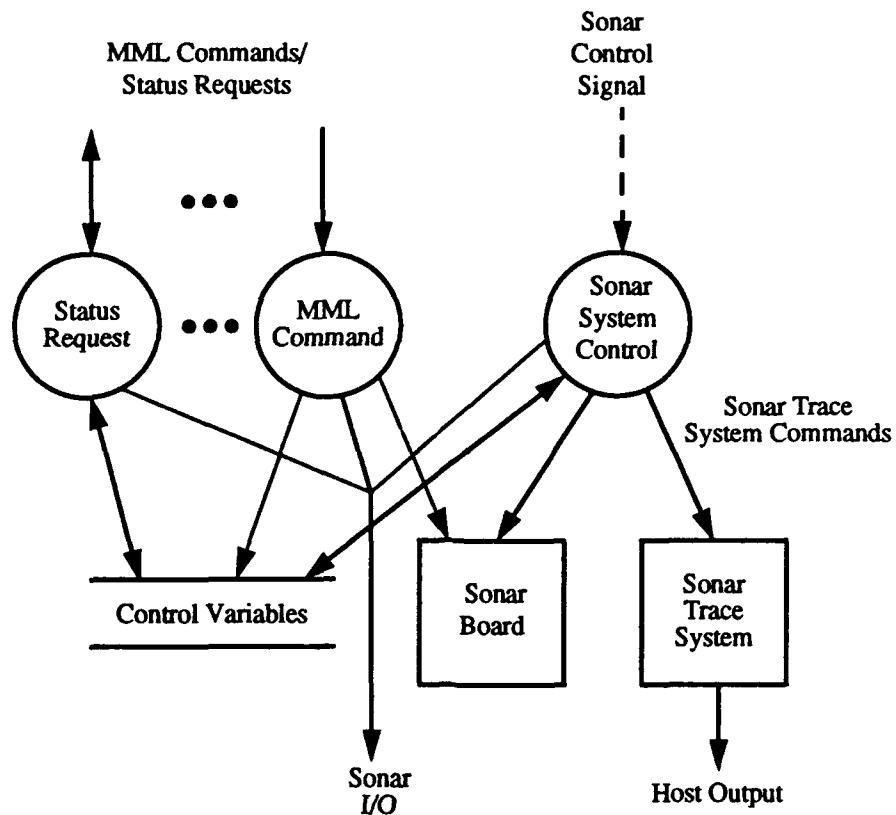 MML Commands/
Status Requests
Sonar
Control
Signal
Status
Request
MML
Command
Sonar
System
Control
Sonar Trace
System Commands
Control Variables
Sonar
Board
Sonar
Trace
System
Sonar
I/O
Host Output